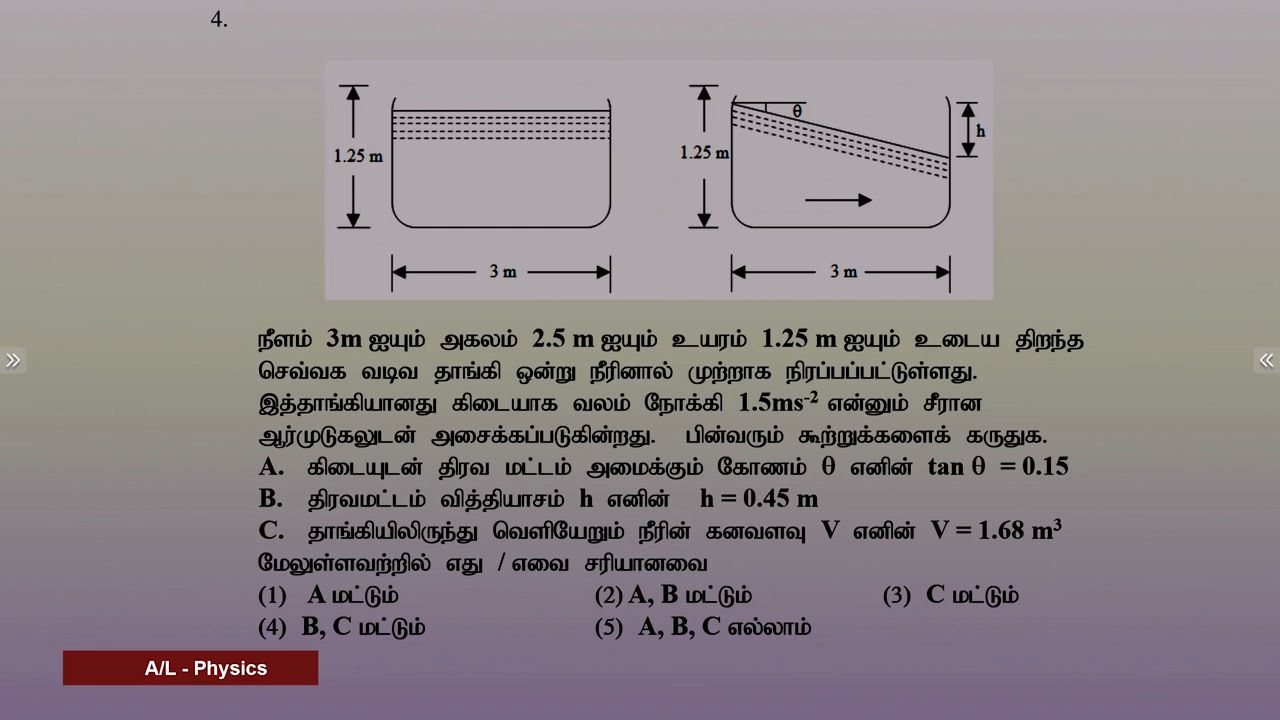 4.
θ
h
1.25 m
1.25 m
3 m
3 m
நீளம் 3m ஐயும் அகலம் 2.5 m ஐயும் உயரம் 1.25 m ஐயும் உடைய திறந்த
செவ்வக வடிவ தாங்கி ஒன்று நீரினால் முற்றாக நிரப்பப்பட்டுள்ளது.
இத்தாங்கியானது கிடையாக வலம் நோக்கி 1.5ms⁻² என்னும் சீரான
ஆர்முடுகலுடன் அசைக்கப்படுகின்றது. பின்வரும் கூற்றுக்களைக் கருதுக.
A. கிடையுடன் திரவ மட்டம் அமைக்கும் கோணம் θ எனின் tan θ = 0.15
B. திரவமட்டம் வித்தியாசம் h எனின் h = 0.45 m
C. தாங்கியிலிருந்து வெளியேறும் நீரின் கனவளவு V எனின் V = 1.68 m³
மேலுள்ளவற்றில் எது / எவை சரியானவை
(1) A மட்டும் (2) A, B மட்டும் (3) C மட்டும்
(4) B, C மட்டும் (5) A, B, C எல்லாம்
A/L - Physics